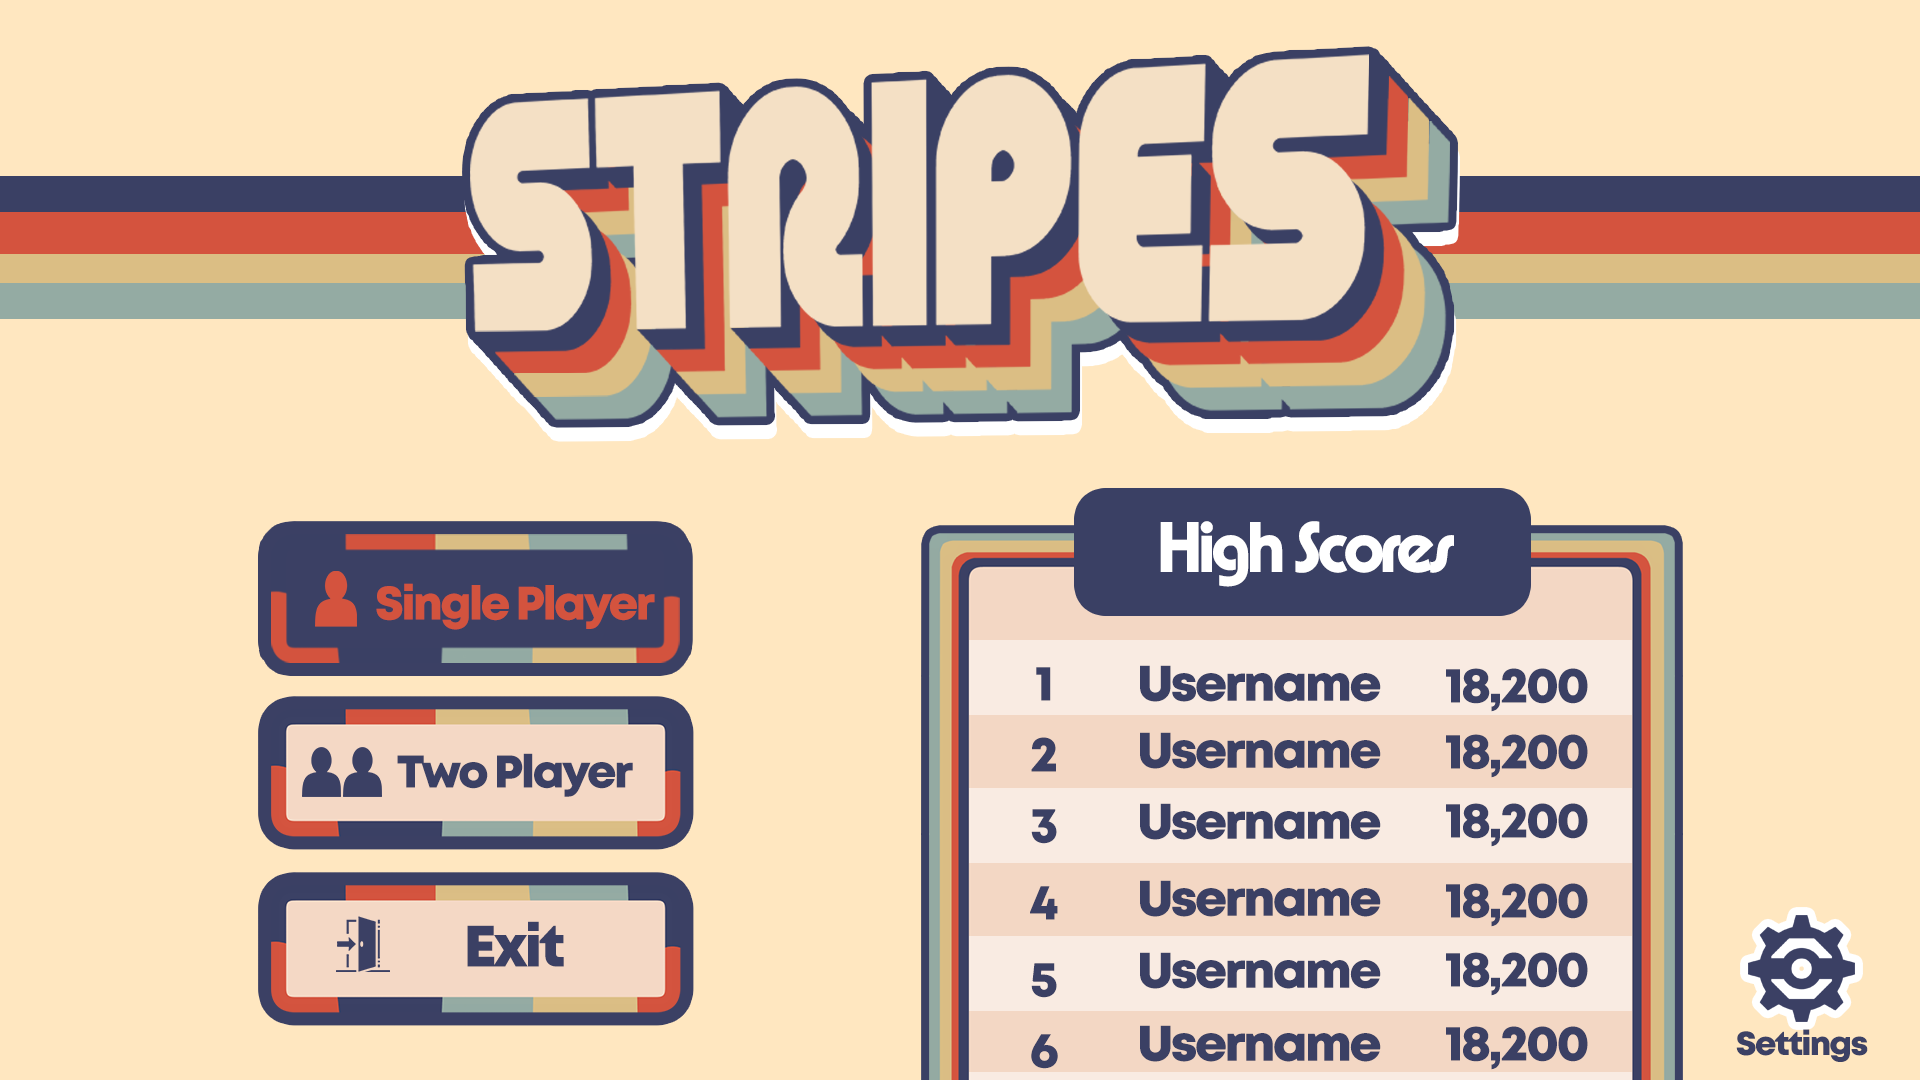 STRIPES
Single Player
Two Player
Exit
High Scores
1 Username 18,200
2 Username 18,200
3 Username 18,200
4 Username 18,200
5 Username 18,200
6 Username 18,200
Settings